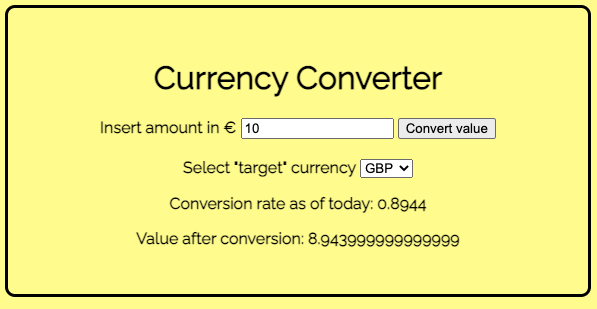 Currency Converter
Insert amount in € 10 Convert value
Select "target" currency GBP
Conversion rate as of today: 0.8944
Value after conversion: 8.943999999999999